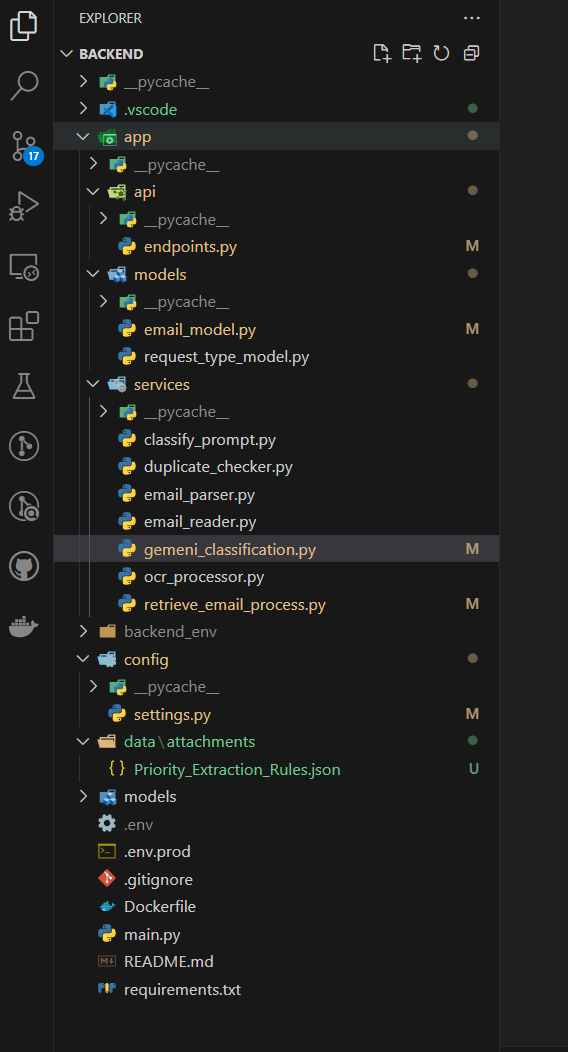 EXPLORER
BACKEND
__pycache__
.vscode
17
app
__pycache__
api
__pycache__
endpoints.py M
models
__pycache__
email_model.py M
request_type_model.py
services
__pycache__
classify_prompt.py
duplicate_checker.py
email_parser.py
email_reader.py
gemeni_classification.py M
ocr_processor.py
retrieve_email_process.py M
backend_env
config
__pycache__
settings.py M
data\attachments
{} Priority_Extraction_Rules.json U
models
.env
.env.prod
.gitignore
Dockerfile
main.py
README.md
requirements.txt